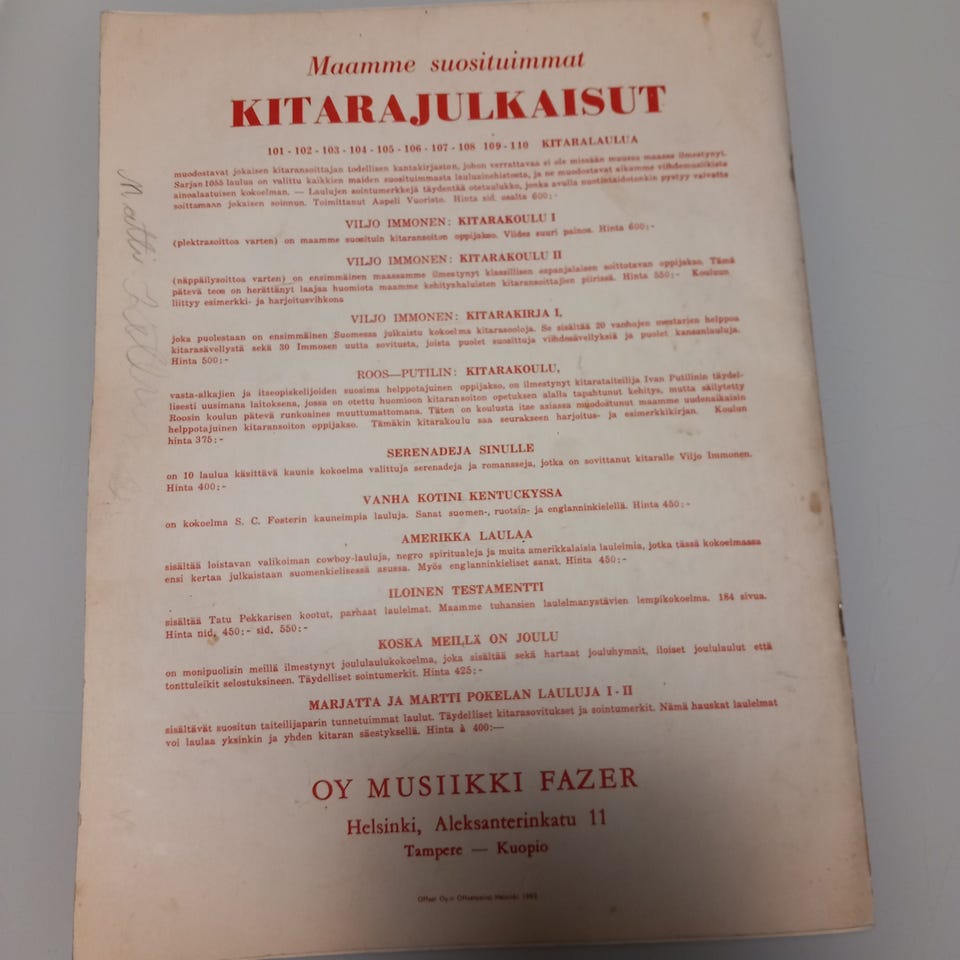 Maamme suosituimmat
KITARAJULKAISUT
101 - 102 - 103 - 104 - 105 - 106 - 107 - 108 109 - 110 KITARALAULUA
muodostavat jokaisen kitaransoittajan todellisen kantakirjaston, johon verrattavaa ei ole missään muussa maassa ilmestynyt.
Sarjan 1055 laulua on valittu kaikkien maiden suosituimmasta lauluaineistosta, ja ne muodostavat aikamme viihdemusiikista
ainoalaatuisen kokoelman. — Laulujen sointumerkkejä täydentää otetaulukko, jonka avulla nuotintaidotonkin pystyy vaivatta
soittamaan jokaisen soinnun. Toimittanut Aapeli Vuoristo. Hinta sid. osalta 600:-
VILJO IMMONEN: KITARAKOULU I
(plektrasoittoa varten) on maamme suosituin kitaransoiton oppijakso. Viides suuri painos. Hinta 600:-
VILJO IMMONEN: KITARAKOULU II
(näppäilysoittoa varten) on ensimmäinen maassamme ilmestynyt klassillisen espanjalaisen soittotavan oppijakso. Tämä
pätevä teos on herättänyt laajaa huomiota maamme kehityshaluisten kitaransoittajien piirissä. Hinta 550:- Kouluun
liittyy esimerkki- ja harjoitusvihkona
VILJO IMMONEN: KITARAKIRJA I,
joka puolestaan on ensimmäinen Suomessa julkaistu kokoelma kitarasooloja. Se sisältää 20 vanhojen mestarien helppoa
kitarasävellystä sekä 30 Immosen uutta sovitusta, joista puolet suosittuja viihdesävellyksiä ja puolet kansanlauluja.
Hinta 500:-
ROOS—PUTILIN: KITARAKOULU,
vasta-alkajien ja itseopiskelijoiden suosima helppotajuinen oppijakso, on ilmestynyt kitarataiteilija Ivan Putilinin täydel-
lisesti uusimana laitoksena, jossa on otettu huomioon kitaransoiton opetuksen alalla tapahtunut kehitys, mutta säilytetty
Roosin koulun pätevä runkoaines muuttumattomana. Täten on koulusta itse asiassa muodostunut maamme uudenaikaisin
helppotajuinen kitaransoiton oppijakso. Tämäkin kitarakoulu saa seurakseen harjoitus- ja esimerkkikirjan. Koulun
hinta 375:-
SERENADEJA SINULLE
on 10 laulua käsittävä kaunis kokoelma valittuja serenadeja ja romansseja, jotka on sovittanut kitaralle Viljo Immonen.
Hinta 400:-
VANHA KOTINI KENTUCKYSSA
on kokoelma S. C. Fosterin kauneimpia lauluja. Sanat suomen-, ruotsin- ja englanninkielellä. Hinta 450:-
AMERIKKA LAULAA
sisältää loistavan valikoiman cowboy-lauluja, negro spiritualeja ja muita amerikkalaisia lauleimia, jotka tässä kokoelmassa
ensi kertaa julkaistaan suomenkielisessä asussa. Myös englanninkieliset sanat. Hinta 450:-
ILOINEN TESTAMENTTI
sisältää Tatu Pekkarisen kootut, parhaat laulelmat. Maamme tuhansien laulelmanystävien lempikokoelma. 184 sivua.
Hinta nid. 450:- sid. 550:-
KOSKA MEILLÄ ON JOULU
on monipuolisin meillä ilmestynyt joululaulukokoelma, joka sisältää sekä hartaat jouluhymnit, iloiset joululaulut että
tonttuleikit selostuksineen. Täydelliset sointumerkit. Hinta 425:-
MARJATTA JA MARTTI POKELAN LAULUJA I - II
sisältävät suositun taiteilijaparin tunnetuimmat laulut. Täydelliset kitarasovitukset ja sointumerkit. Nämä hauskat laulelmat
voi laulaa yksinkin ja yhden kitaran säestyksellä. Hinta à 400:—
OY MUSIIKKI FAZER
Helsinki, Aleksanterinkatu 11
Tampere — Kuopio
Offset Oy:n Offsetpaino Helsinki
Matti